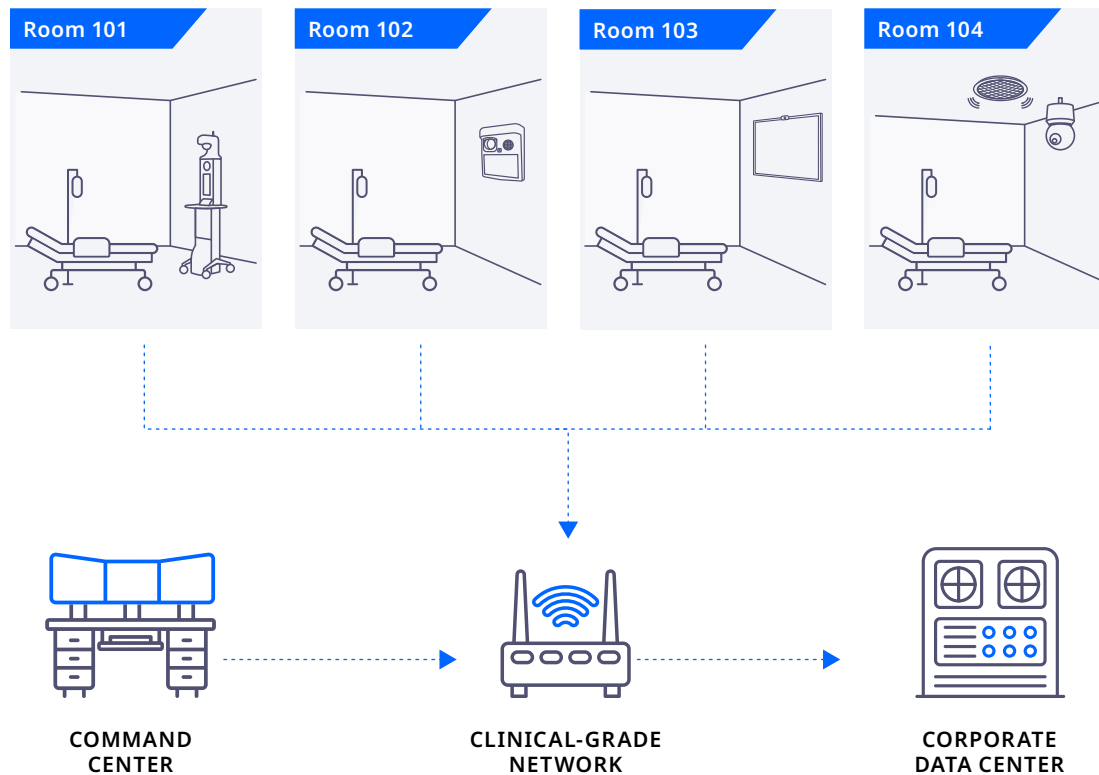 Room 101
Room 102
Room 103
Room 104
COMMAND
CENTER
CLINICAL-GRADE
NETWORK
CORPORATE
DATA CENTER